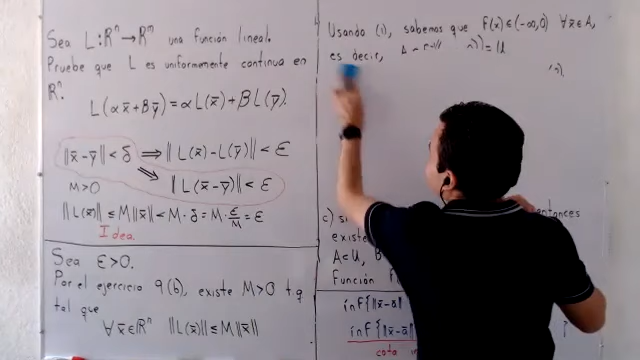 Sea L: ℝⁿ → ℝᵐ una función lineal.
Pruebe que L es uniformemente continua en
ℝⁿ.
L(αx̄ + βȳ) = αL(x̄) + βL(ȳ).
‖x̄-ȳ‖ < δ ⟹ ‖L(x̄)-L(ȳ)‖ < ε
M>0 ⟹ ‖L(x̄-ȳ)‖ < ε
‖L(x̄)‖ ≤ M‖x̄‖ < M·δ = M·ε/M = ε
Idea.
Sea ε>0.
Por el ejercicio 9(b), existe M>0 t.q
tal que
∀x̄∈ℝⁿ ‖L(x̄)‖ ≤ M‖x̄‖
Usando (i), sabemos que f(x̄)∈(-∞,0) ∀x̄∈A,
es decir,
c) entonces
existe
A⊂U,
Función
inf{‖x̄-ā‖
inf{‖x̄-ā‖
cota